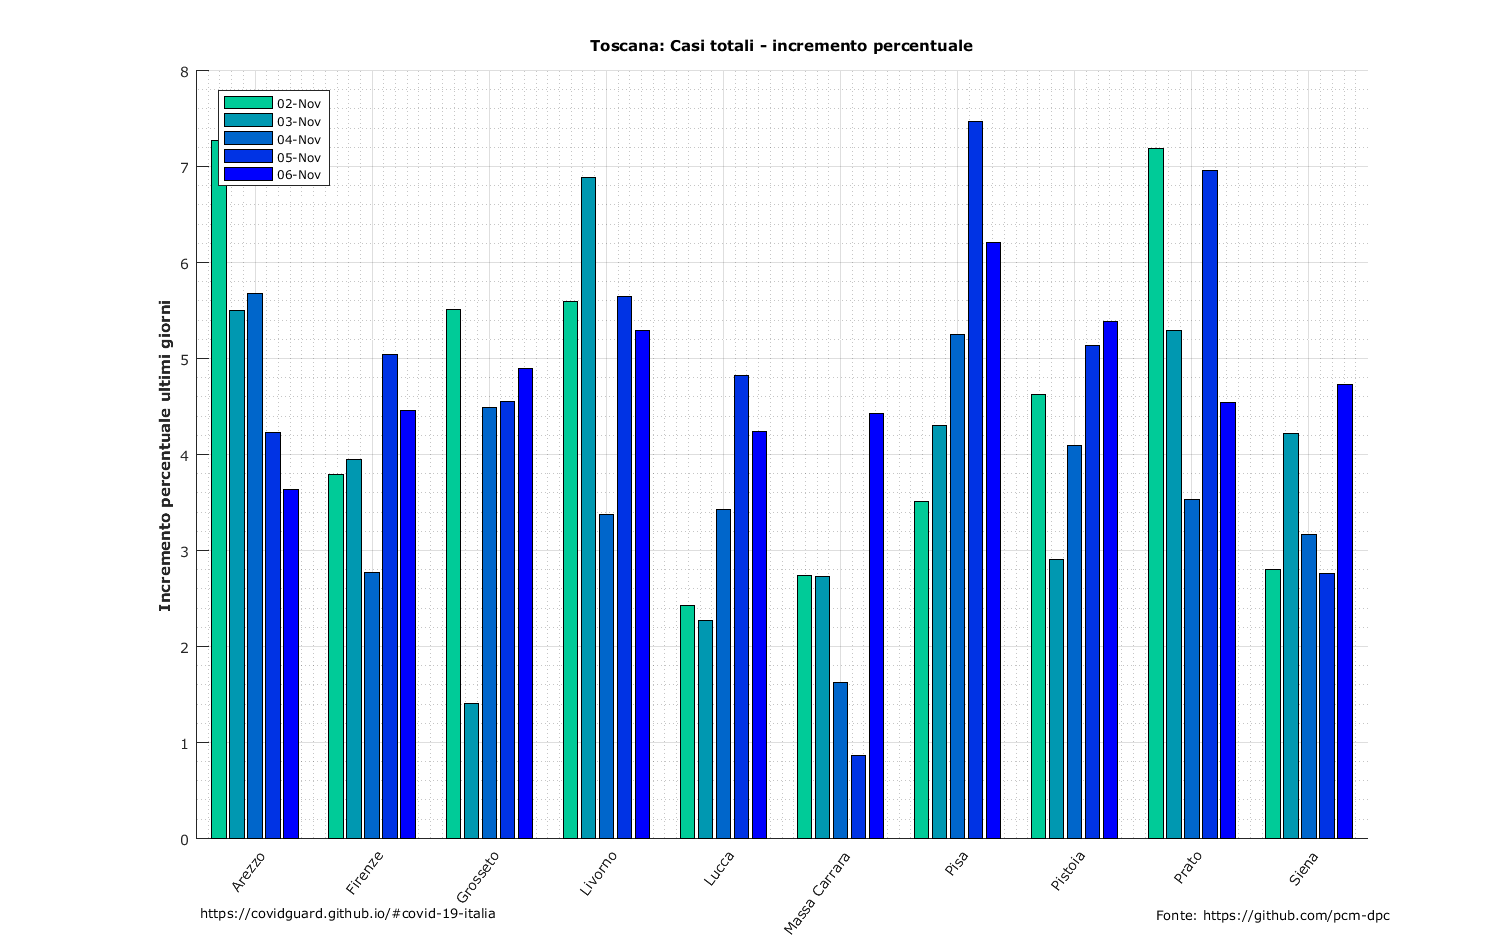 Toscana: Casi totali - incremento percentuale
8
7
6
5
4
3
2
1
0
Incremento percentuale ultimi giorni
02-Nov
03-Nov
04-Nov
05-Nov
06-Nov
Arezzo
Firenze
Grosseto
Livorno
Lucca
Massa Carrara
Pisa
Pistoia
Prato
Siena
https://covidguard.github.io/#covid-19-italia
Fonte: https://github.com/pcm-dpc